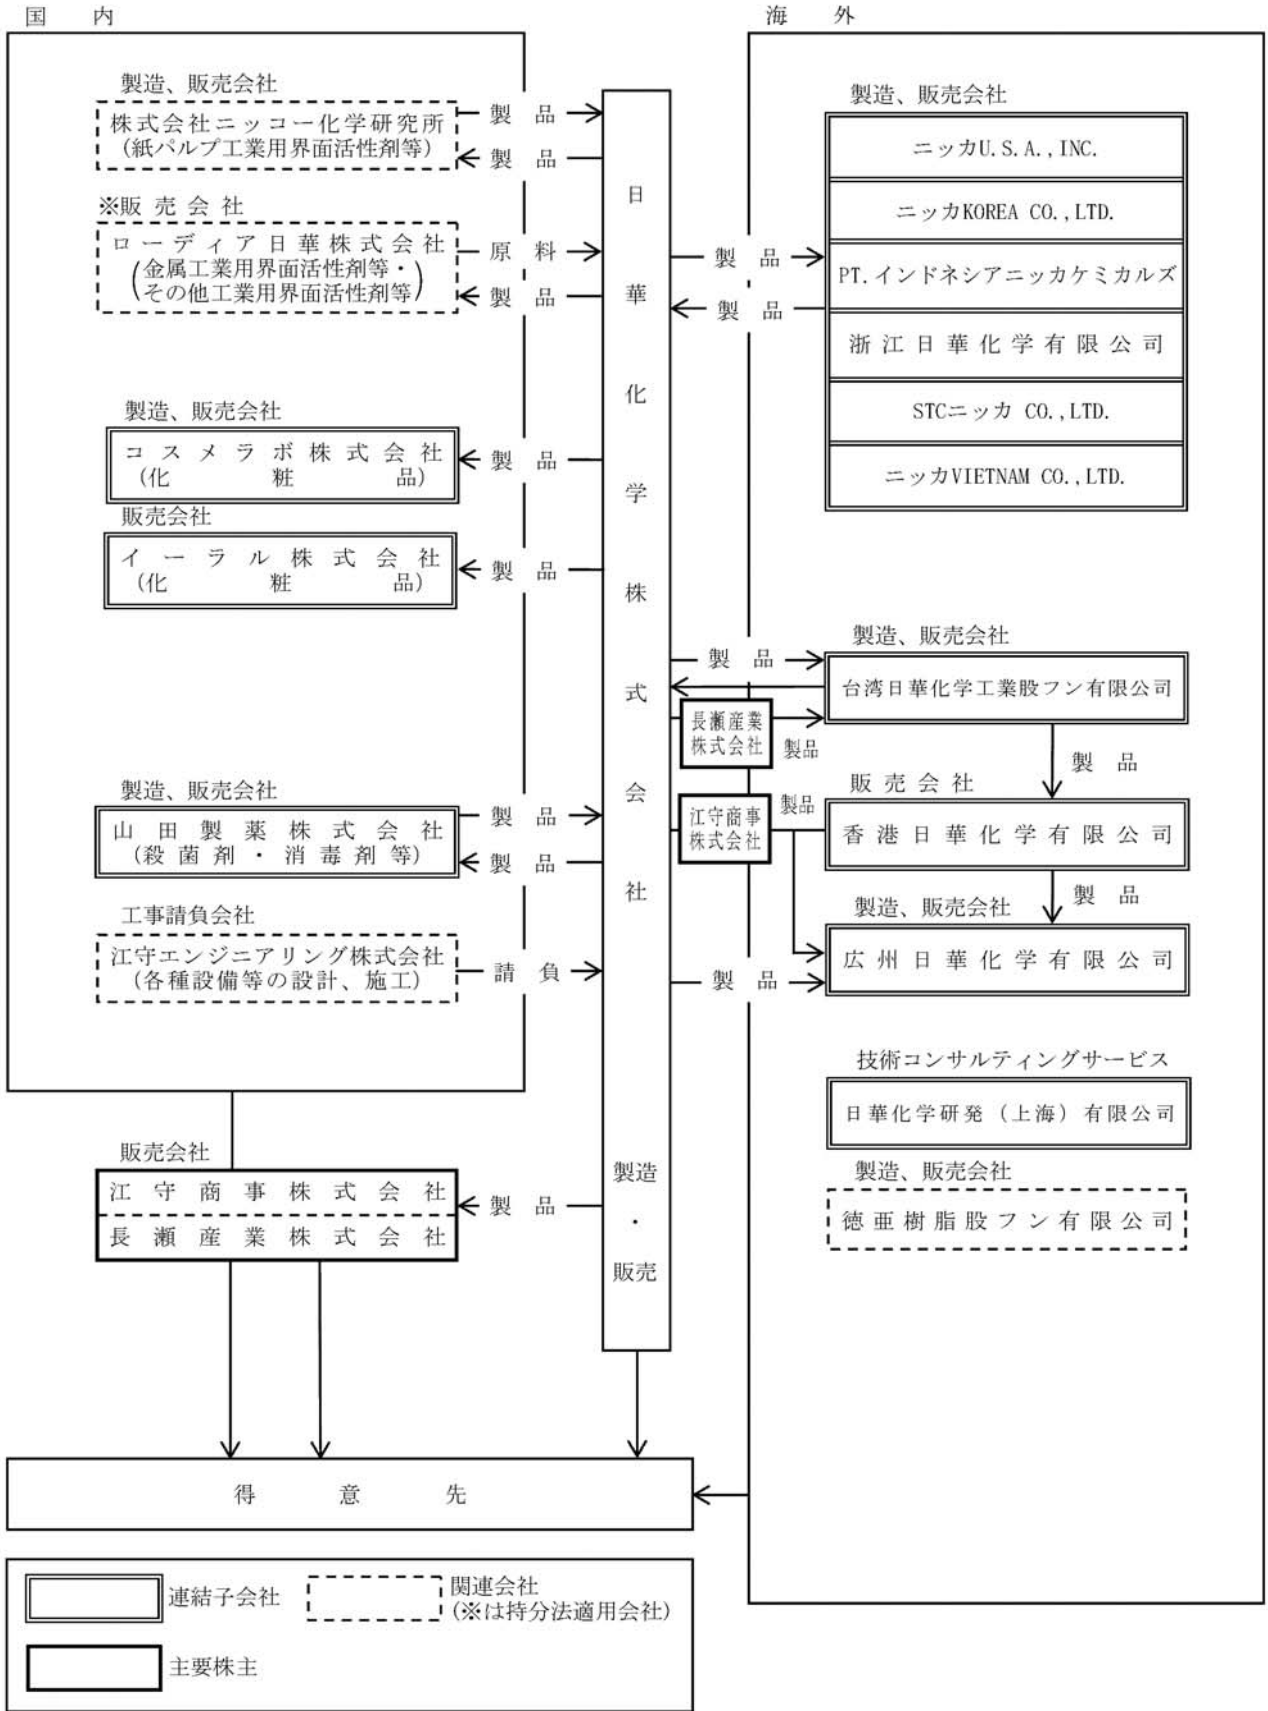 国　内
製造、販売会社
株式会社ニッコー化学研究所
(紙パルプ工業用界面活性剤等)
製　品
製　品
※販 売 会 社
ローディア日華株式会社
(金属工業用界面活性剤等・
その他工業用界面活性剤等)
原　料
製　品
製造、販売会社
コスメラボ株式会社
(化　粧　品)
製　品
販売会社
イーラル株式会社
(化　粧　品)
製　品
製造、販売会社
山田製薬株式会社
(殺菌剤・消毒剤等)
製　品
製　品
工事請負会社
江守エンジニアリング株式会社
(各種設備等の設計、施工)
請　負
販売会社
江守商事株式会社
長瀬産業株式会社
製　品
日華化学株式会社
製造
・
販売
海　外
製造、販売会社
ニッカU.S.A.,INC.
ニッカKOREA CO.,LTD.
PT.インドネシアニッカケミカルズ
浙江日華化学有限公司
STCニッカ CO.,LTD.
ニッカVIETNAM CO.,LTD.
製　品
製　品
製造、販売会社
台湾日華化学工業股フン有限公司
製　品
長瀬産業
株式会社
製品
製　品
販 売 会 社
香港日華化学有限公司
江守商事
株式会社
製品
製　品
製造、販売会社
広州日華化学有限公司
製　品
技術コンサルティングサービス
日華化学研発（上海）有限公司
製造、販売会社
徳亜樹脂股フン有限公司
得　意　先
連結子会社
関連会社
(※は持分法適用会社)
主要株主